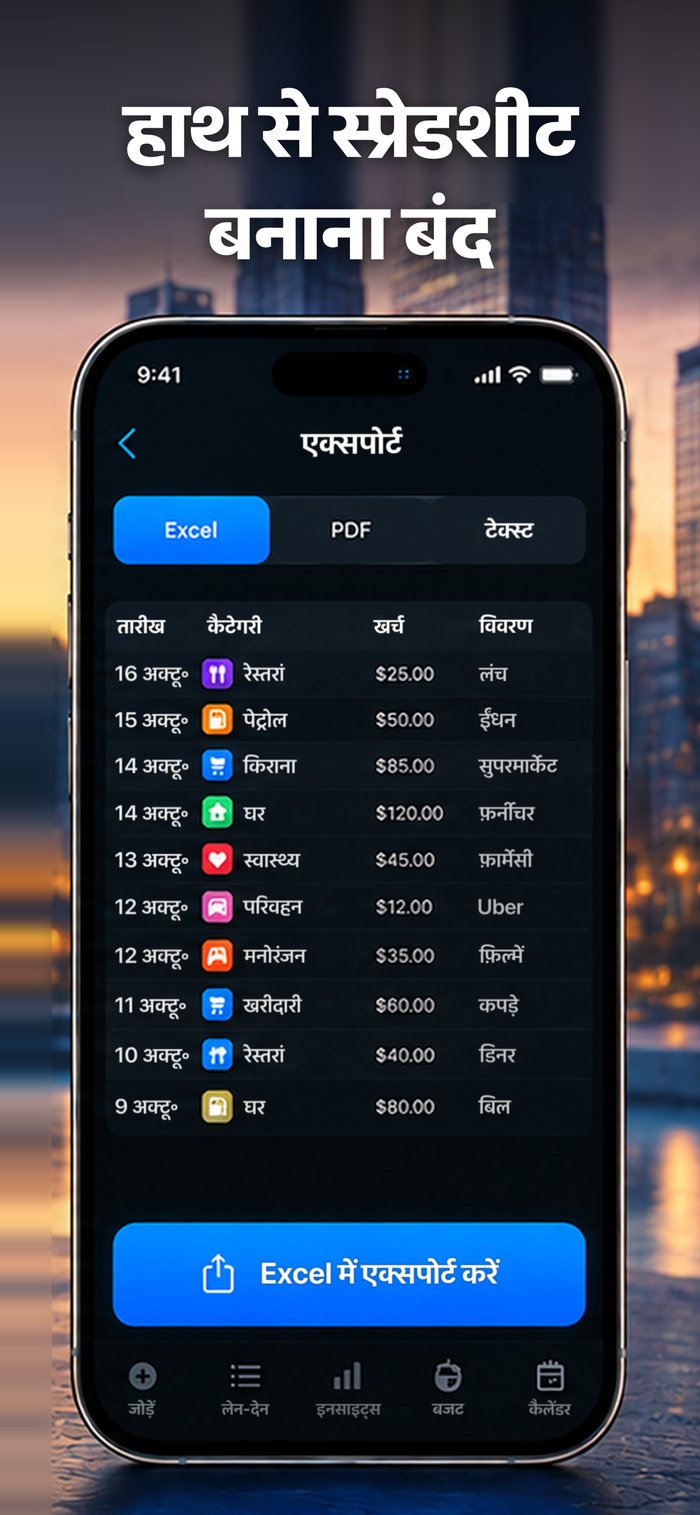 हाथ से स्प्रेडशीट
बनाना बंद
9:41
एक्सपोर्ट
Excel PDF टेक्स्ट
तारीख कैटेगरी खर्च विवरण
16 अक्टू॰ रेस्तरां $25.00 लंच
15 अक्टू॰ पेट्रोल $50.00 ईंधन
14 अक्टू॰ किराना $85.00 सुपरमार्केट
14 अक्टू॰ घर $120.00 फ़र्नीचर
13 अक्टू॰ स्वास्थ्य $45.00 फ़ार्मेसी
12 अक्टू॰ परिवहन $12.00 Uber
12 अक्टू॰ मनोरंजन $35.00 फ़िल्में
11 अक्टू॰ खरीदारी $60.00 कपड़े
10 अक्टू॰ रेस्तरां $40.00 डिनर
9 अक्टू॰ घर $80.00 बिल
Excel में एक्सपोर्ट करें
जोड़ें लेन-देन इनसाइट्स बजट कैलेंडर